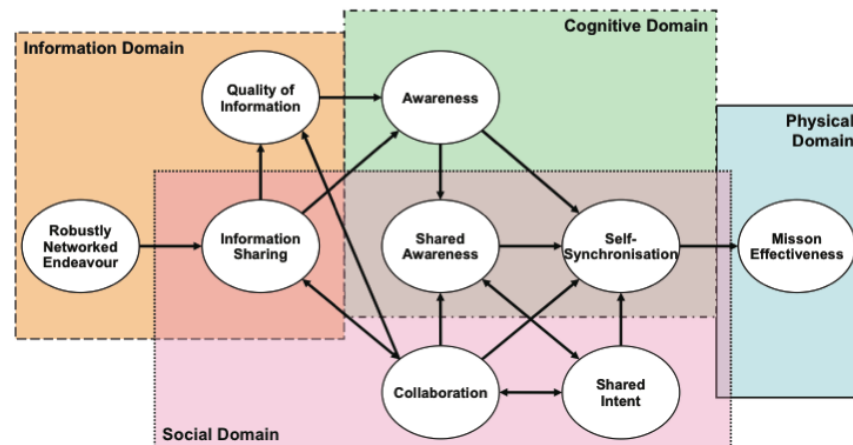 Information Domain
Cognitive Domain
Quality of
Information
Awareness
Physical
Domain
Robustly
Networked
Endeavour
Information
Sharing
Shared
Awareness
Self-
Synchronisation
Misson
Effectiveness
Collaboration
Shared
Intent
Social Domain